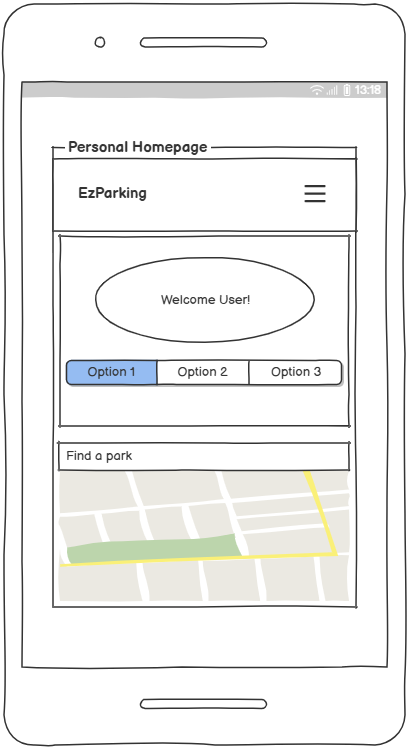 13:18
Personal Homepage
EzParking
Welcome User!
Option 1 Option 2 Option 3
Find a park